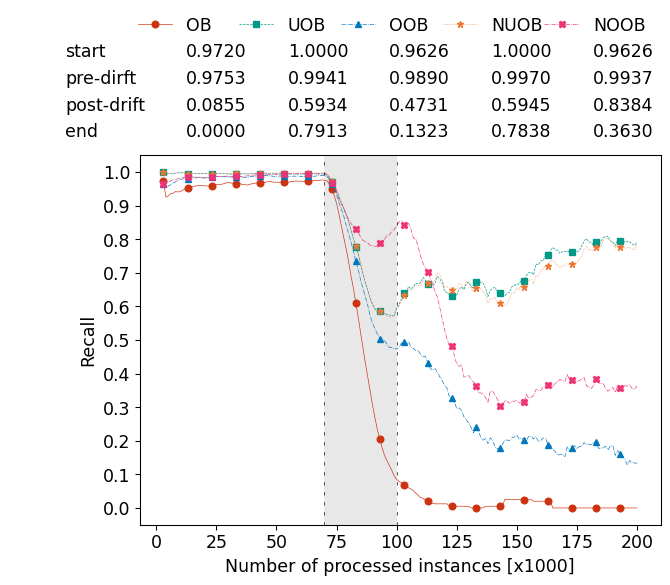 OB UOB OOB NUOB NOOB
start 0.9720 1.0000 0.9626 1.0000 0.9626
pre-dirft 0.9753 0.9941 0.9890 0.9970 0.9937
post-drift 0.0855 0.5934 0.4731 0.5945 0.8384
end 0.0000 0.7913 0.1323 0.7838 0.3630
1.0
0.9
0.8
0.7
0.6
0.5
0.4
0.3
0.2
0.1
0.0
Recall
0 25 50 75 100 125 150 175 200
Number of processed instances [x1000]